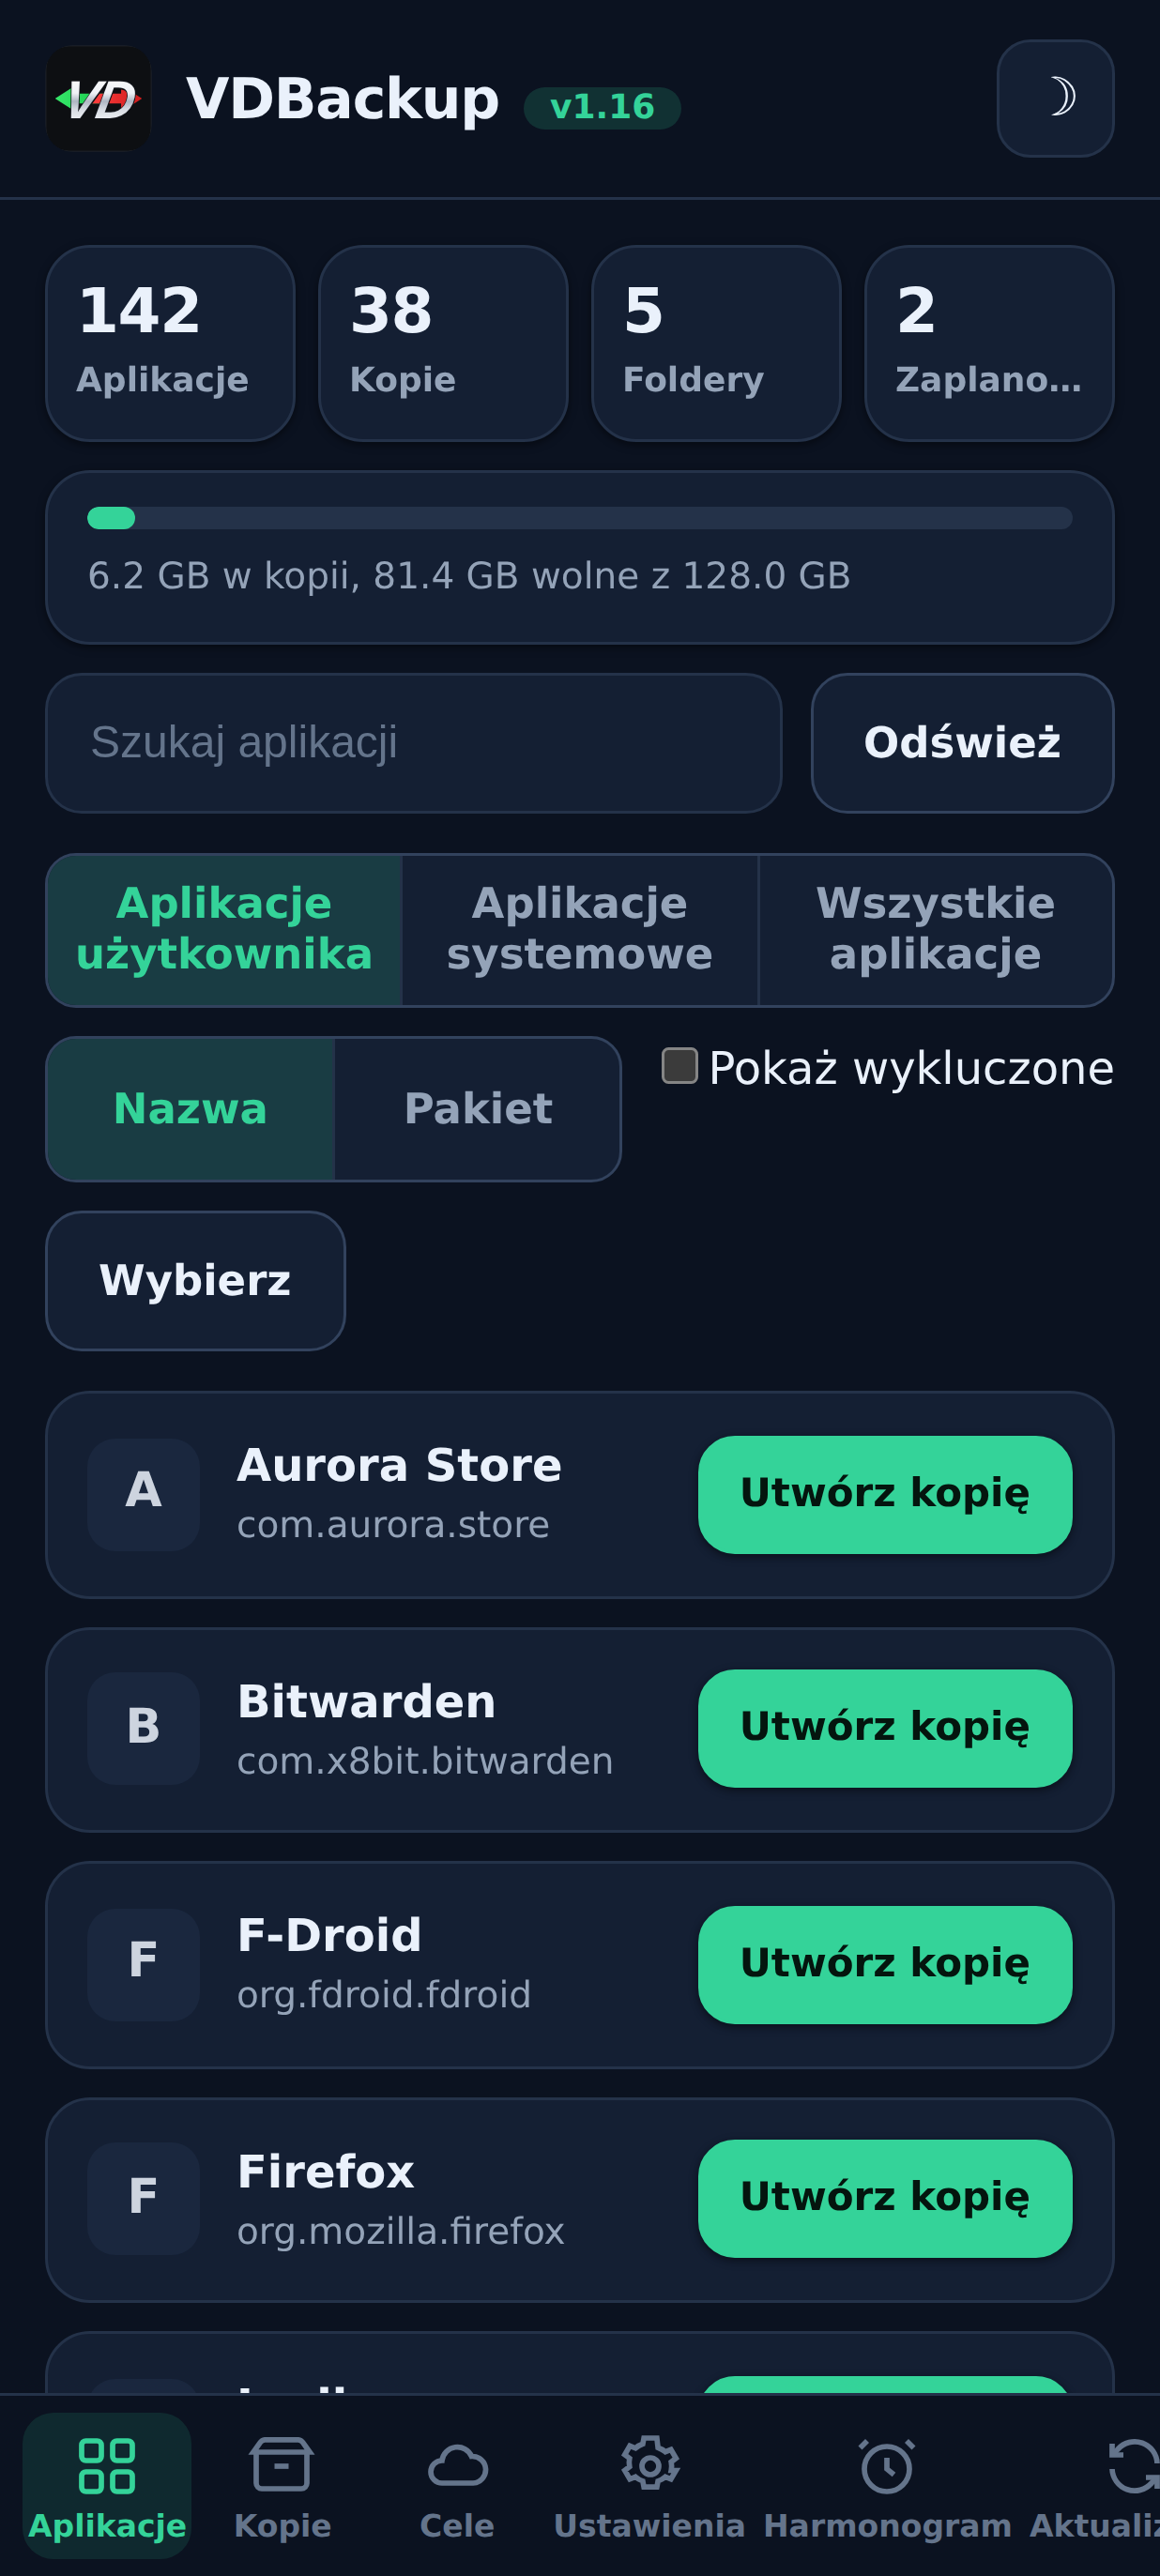 VD
VDBackup v1.16
142
Aplikacje
38
Kopie
5
Foldery
2
Zaplano…
6.2 GB w kopii, 81.4 GB wolne z 128.0 GB
Szukaj aplikacji
Odśwież
Aplikacje
użytkownika
Aplikacje
systemowe
Wszystkie
aplikacje
Nazwa
Pakiet
Pokaż wykluczone
Wybierz
A
Aurora Store
com.aurora.store
Utwórz kopię
B
Bitwarden
com.x8bit.bitwarden
Utwórz kopię
F
F-Droid
org.fdroid.fdroid
Utwórz kopię
F
Firefox
org.mozilla.firefox
Utwórz kopię
Aplikacje
Kopie
Cele
Ustawienia
Harmonogram